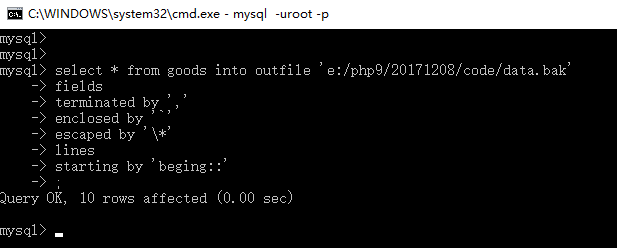 C:\WINDOWS\system32\cmd.exe - mysql  -uroot -p
mysql>
mysql>
mysql> select * from goods into outfile 'e:/php9/20171208/code/data.bak'
    -> fields
    -> terminated by ','
    -> enclosed by '`'
    -> escaped by '\*'
    -> lines
    -> starting by 'beging::'
    -> ;
Query OK, 10 rows affected (0.00 sec)
mysql>